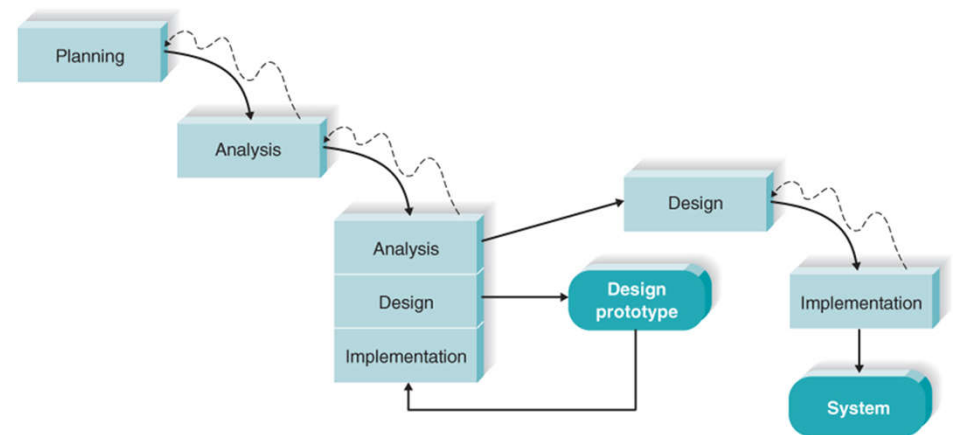 Planning
Analysis
Analysis
Design
Implementation
Design
prototype
Design
Implementation
System